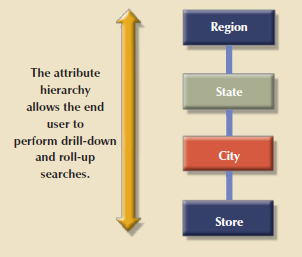 Region
The attribute
hierarchy
allows the end
user to
perform drill-down
and roll-up
searches.
State
City
Store